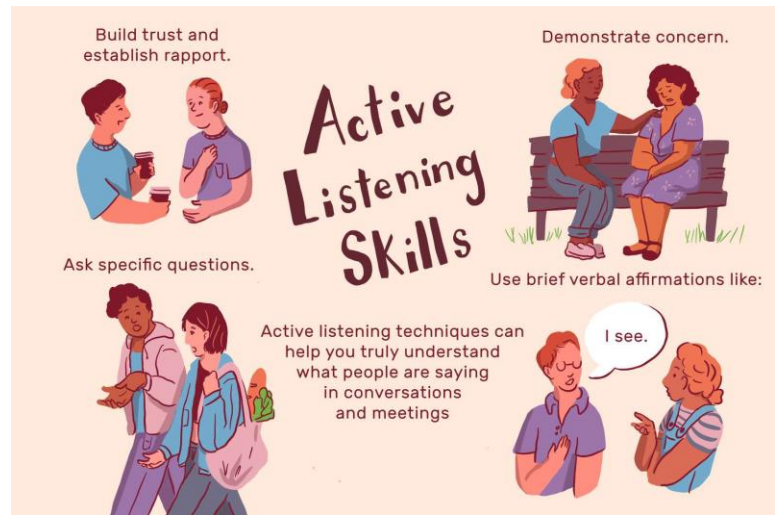 Build trust and
establish rapport.
Demonstrate concern.
Active
Listening
Skills
Ask specific questions.
Use brief verbal affirmations like:
I see.
Active listening techniques can
help you truly understand
what people are saying
in conversations
and meetings